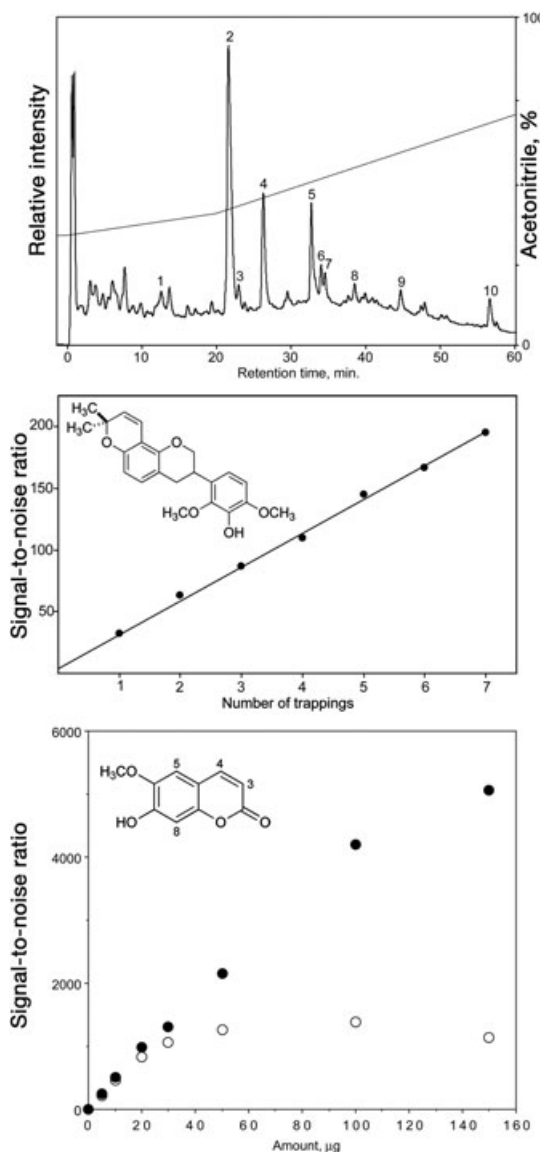 100
2
Relative intensity
Acetonitrile, %
4
5
6
7
1
3
8
9
10
0
0 10 20 30 40 50 60
Retention time, min.
200
150
100
50
Signal-to-noise ratio
H₃C
H₃C
O
O
H₃CO
OCH₃
OH
1 2 3 4 5 6 7
Number of trappings
6000
4000
2000
0
Signal-to-noise ratio
5 4
H₃CO
3
HO
O O
8
0 20 40 60 80 100 120 140 160
Amount, µg